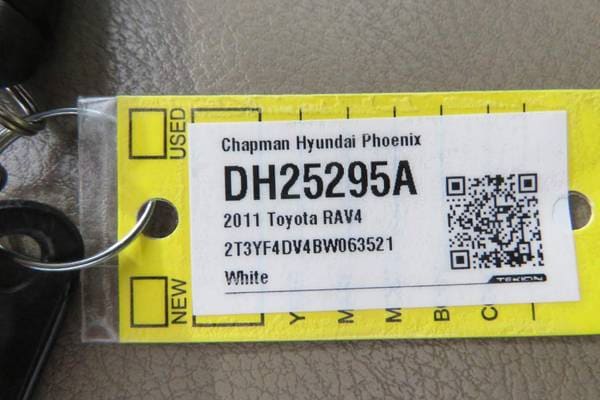 Chapman Hyundai Phoenix
DH25295A
2011 Toyota RAV4
2T3YF4DV4BW063521
White
TEKION
USED
NEW